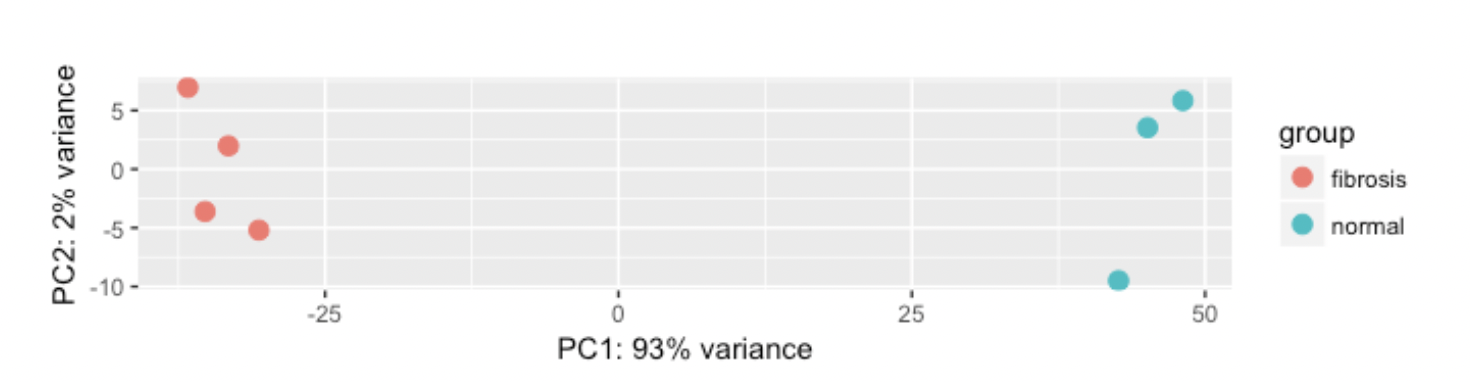 PC2: 2% variance
5
0
-5
-10
-25
0
25
50
PC1: 93% variance
group
fibrosis
normal